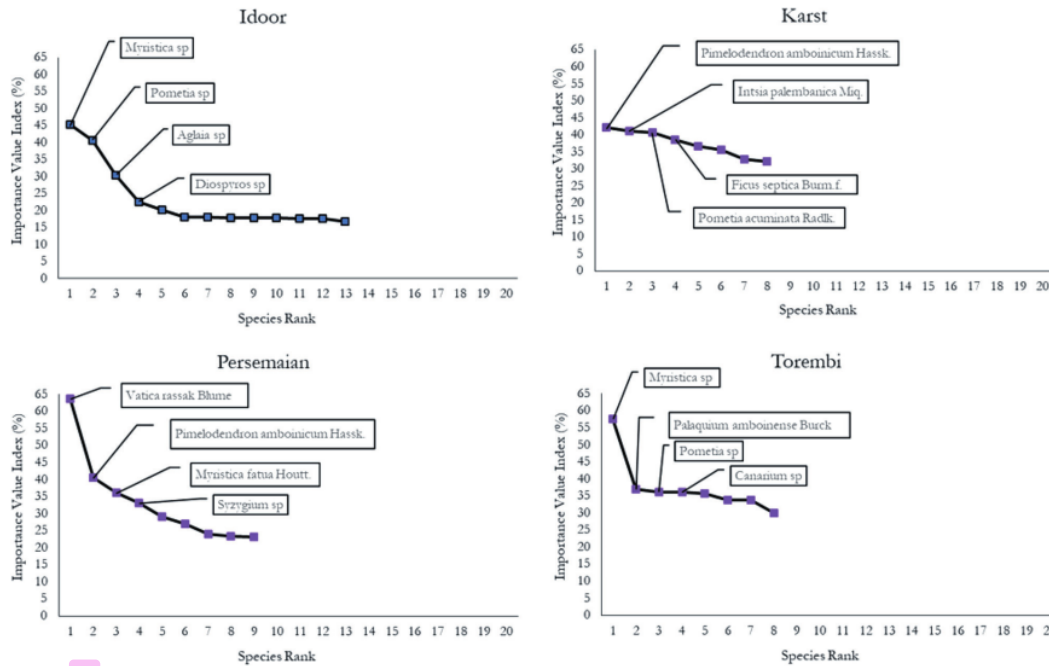 Idoor
Importance Value Index (%)
65
60
55
50
45
40
35
30
25
20
15
10
5
0
Myristica sp
Pometia sp
Aglaia sp
Diospyros sp
1 2 3 4 5 6 7 8 9 10 11 12 13 14 15 16 17 18 19 20
Species Rank
Karst
Importance Value Index (%)
65
60
55
50
45
40
35
30
25
20
15
10
5
0
Pimelodendron amboinicum Hassk.
Intsia palembanica Miq.
Ficus septica Burm.f.
Pometia acuminata Radlk.
1 2 3 4 5 6 7 8 9 10 11 12 13 14 15 16 17 18 19 20
Species Rank
Persemaian
Importance Value Index (%)
65
60
55
50
45
40
35
30
25
20
15
10
5
0
Vatica rassak Blume
Pimelodendron amboinicum Hassk.
Myristica fatua Houtt.
Syzygium sp
1 2 3 4 5 6 7 8 9 10 11 12 13 14 15 16 17 18 19 20
Species Rank
Torembi
Importance Value Index (%)
65
60
55
50
45
40
35
30
25
20
15
10
5
0
Myristica sp
Palaquium amboinense Burck
Pometia sp
Canarium sp
1 2 3 4 5 6 7 8 9 10 11 12 13 14 15 16 17 18 19 2
Species Rank